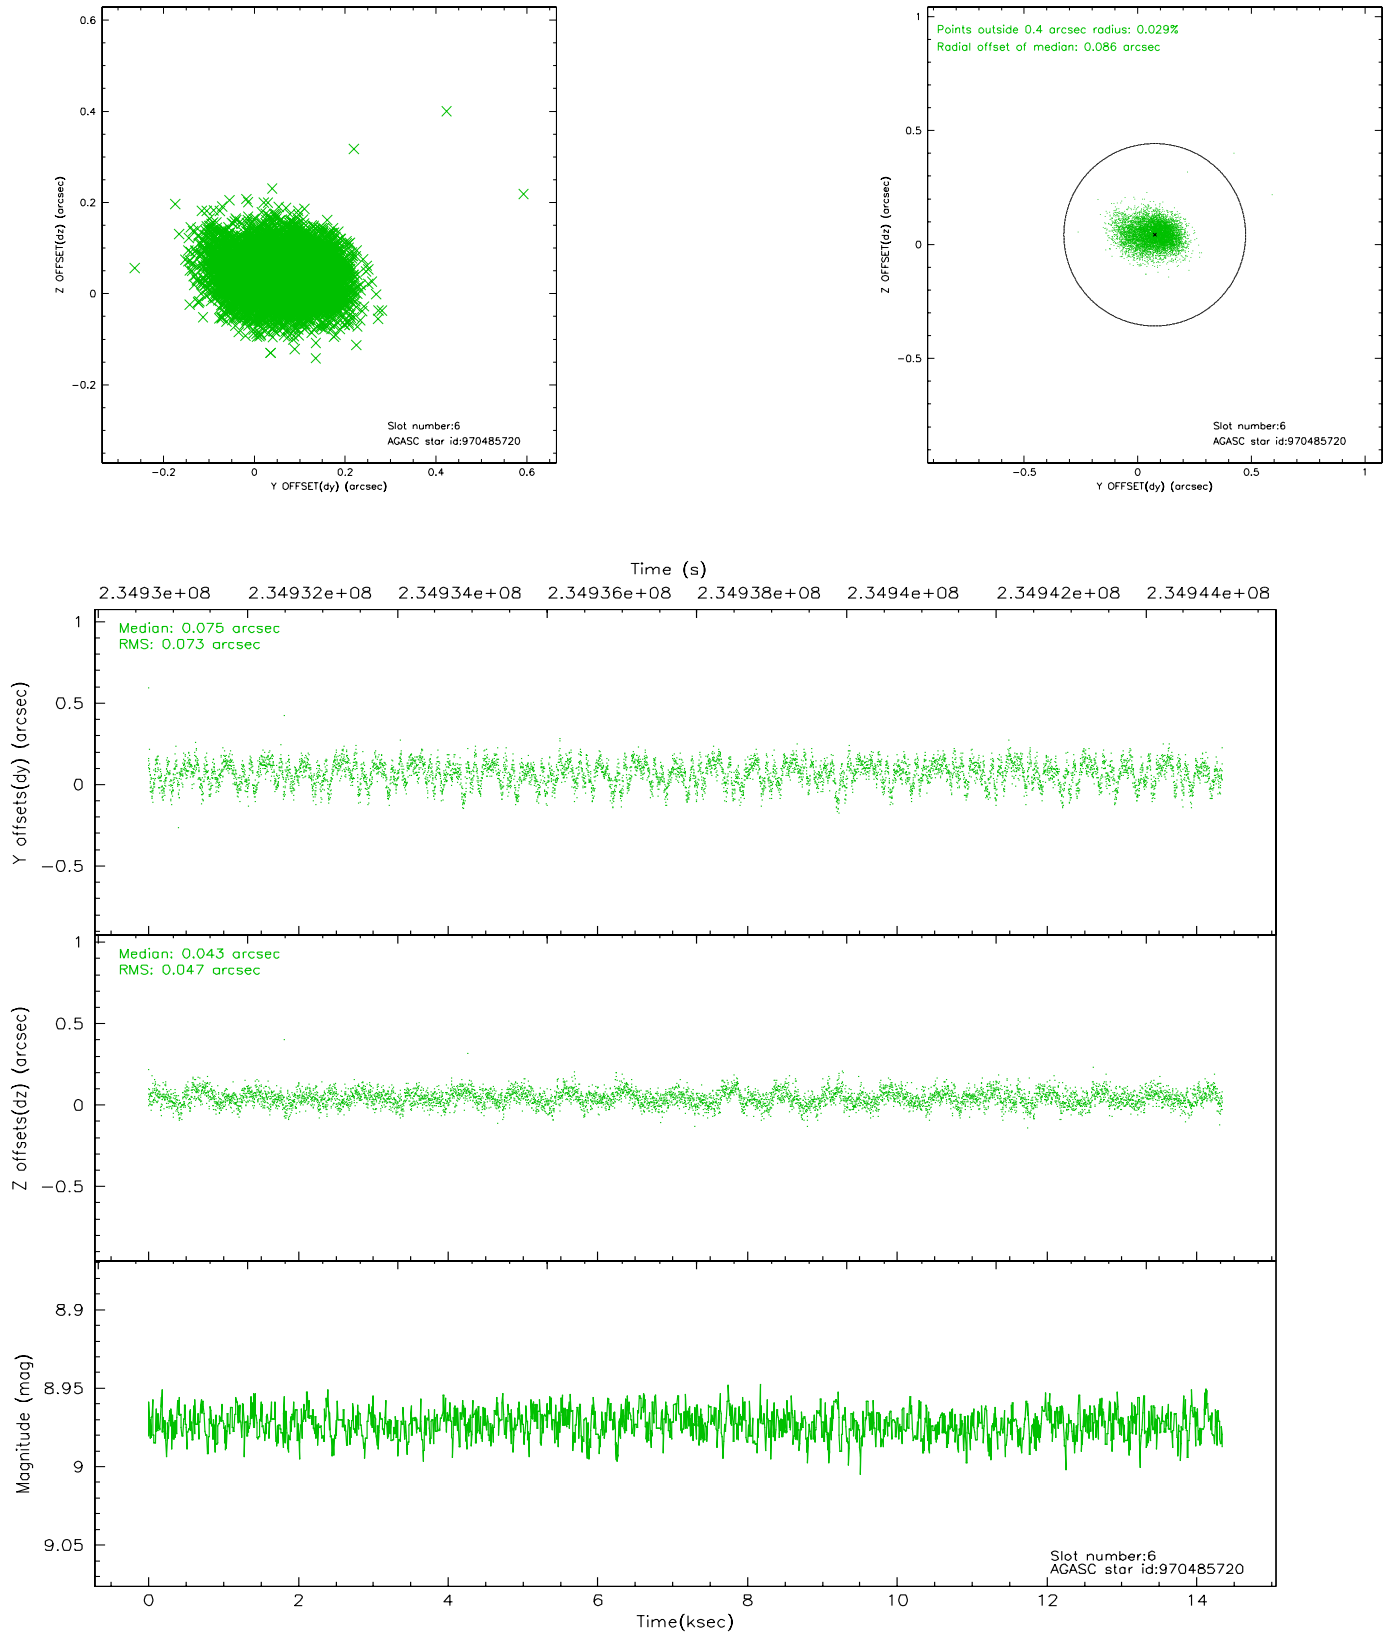 0.6
0.4
0.2
0
−0.2
Z OFFSET(dz) (arcsec)
Slot number:6
AGASC star id:970485720
−0.2 0 0.2 0.4 0.6
Y OFFSET(dy) (arcsec)
Points outside 0.4 arcsec radius: 0.029%
Radial offset of median: 0.086 arcsec
1
0.5
0
−0.5
Z OFFSET(dz) (arcsec)
Slot number:6
AGASC star id:970485720
−0.5 0 0.5 1
Y OFFSET(dy) (arcsec)
Time (s)
2.3493e+08 2.34932e+08 2.34934e+08 2.34936e+08 2.34938e+08 2.3494e+08 2.34942e+08 2.34944e+08
Median: 0.075 arcsec
RMS: 0.073 arcsec
1
0.5
0
−0.5
Y offsets(dy) (arcsec)
Median: 0.043 arcsec
RMS: 0.047 arcsec
1
0.5
0
−0.5
Z offsets(dz) (arcsec)
8.9
8.95
9
9.05
Magnitude (mag)
Slot number:6
AGASC star id:970485720
0 2 4 6 8 10 12 14
Time(ksec)